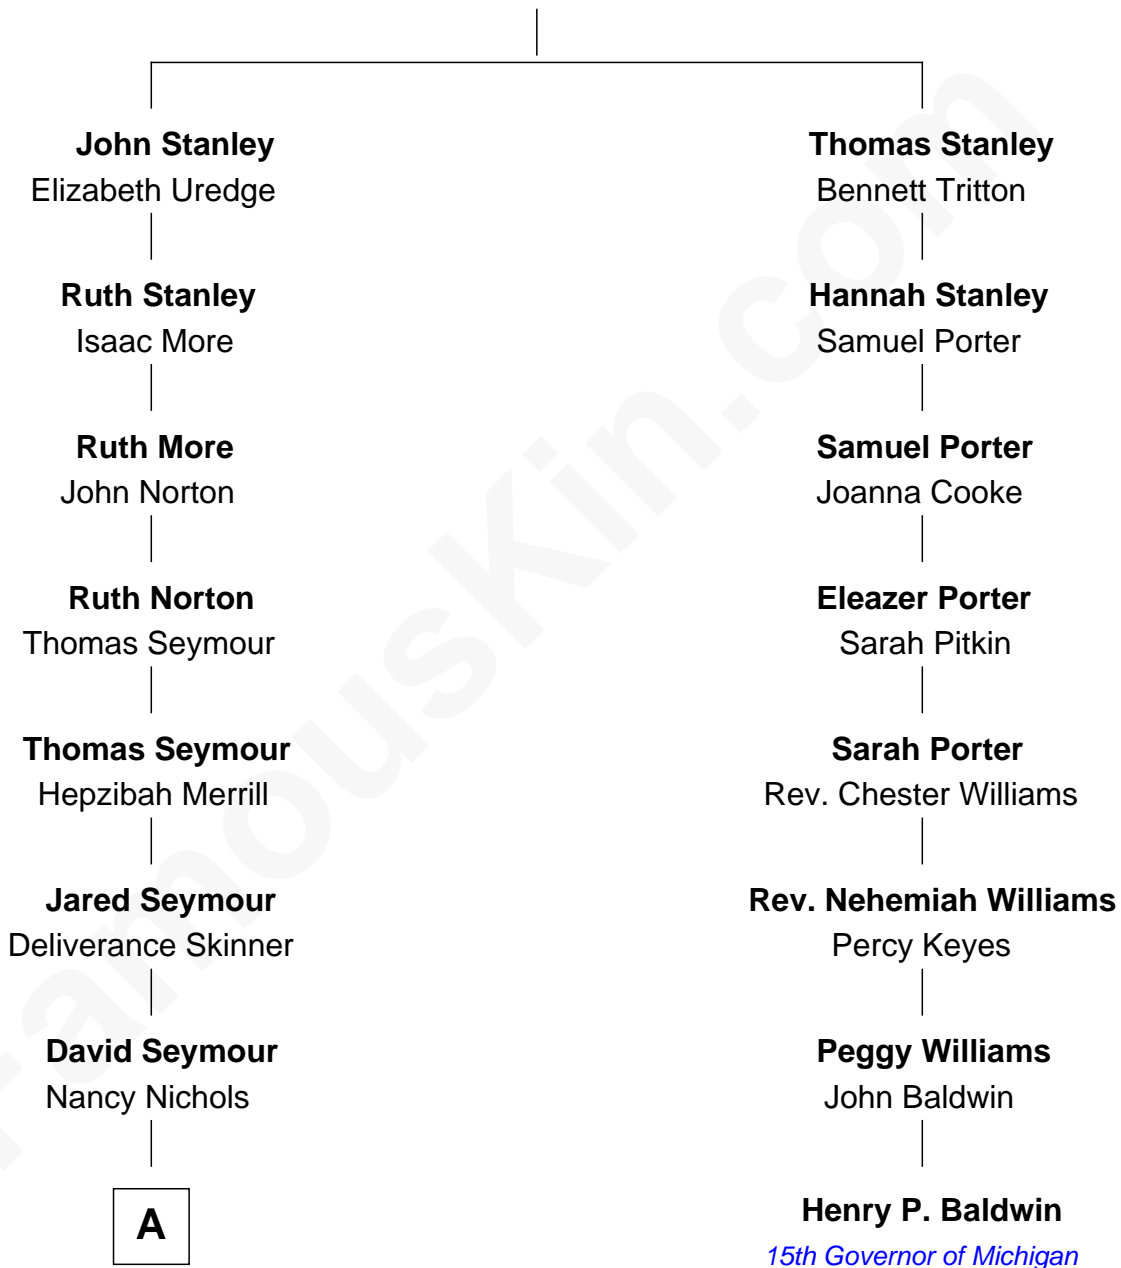 John Stanley
Elizabeth Uredge
Ruth Stanley
Isaac More
Ruth More
John Norton
Ruth Norton
Thomas Seymour
Thomas Seymour
Hepzibah Merrill
Jared Seymour
Deliverance Skinner
David Seymour
Nancy Nichols
A
Thomas Stanley
Bennett Tritton
Hannah Stanley
Samuel Porter
Samuel Porter
Joanna Cooke
Eleazer Porter
Sarah Pitkin
Sarah Porter
Rev. Chester Williams
Rev. Nehemiah Williams
Percy Keyes
Peggy Williams
John Baldwin
Henry P. Baldwin
15th Governor of Michigan
FamousKin.com